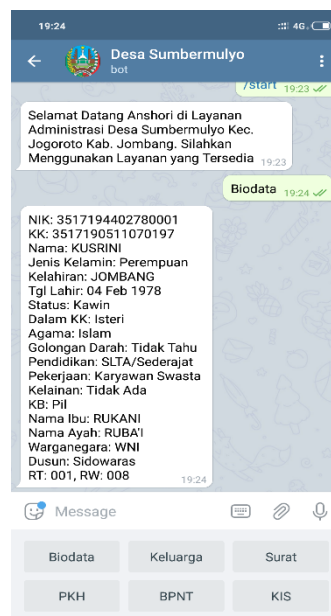 19:24
4G
Desa Sumbermulyo
bot
/start 19:23
Selamat Datang Anshori di Layanan
Administrasi Desa Sumbermulyo Kec.
Jogoroto Kab. Jombang. Silahkan
Menggunakan Layanan yang Tersedia 19:23
Biodata 19:24
NIK: 3517194402780001
KK: 3517190511070197
Nama: KUSRINI
Jenis Kelamin: Perempuan
Kelahiran: JOMBANG
Tgl Lahir: 04 Feb 1978
Status: Kawin
Dalam KK: Isteri
Agama: Islam
Golongan Darah: Tidak Tahu
Pendidikan: SLTA/Sederajat
Pekerjaan: Karyawan Swasta
Kelainan: Tidak Ada
KB: Pil
Nama Ibu: RUKANI
Nama Ayah: RUBA'I
Warganegara: WNI
Dusun: Sidowaras
RT: 001, RW: 008 19:24
Message
Biodata Keluarga Surat
PKH BPNT KIS